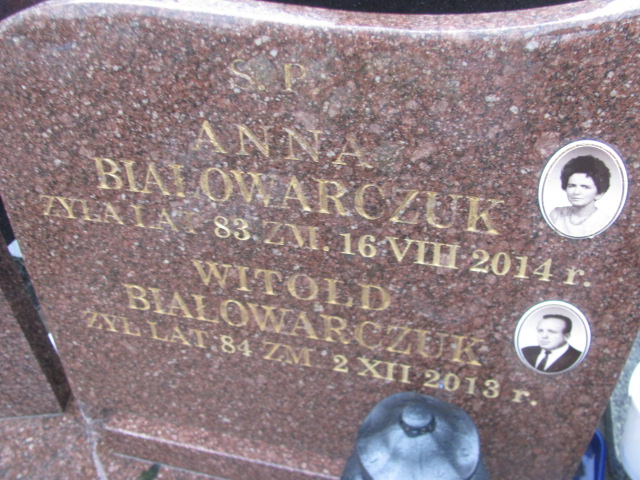 S. P.
ANNA
BIAŁOWARCZUK
ŻYŁA LAT 83 ZM. 16 VIII 2014 r.
WITOLD
BIAŁOWARCZUK
ŻYŁ LAT 84 ZM. 2 XII 2013 r.